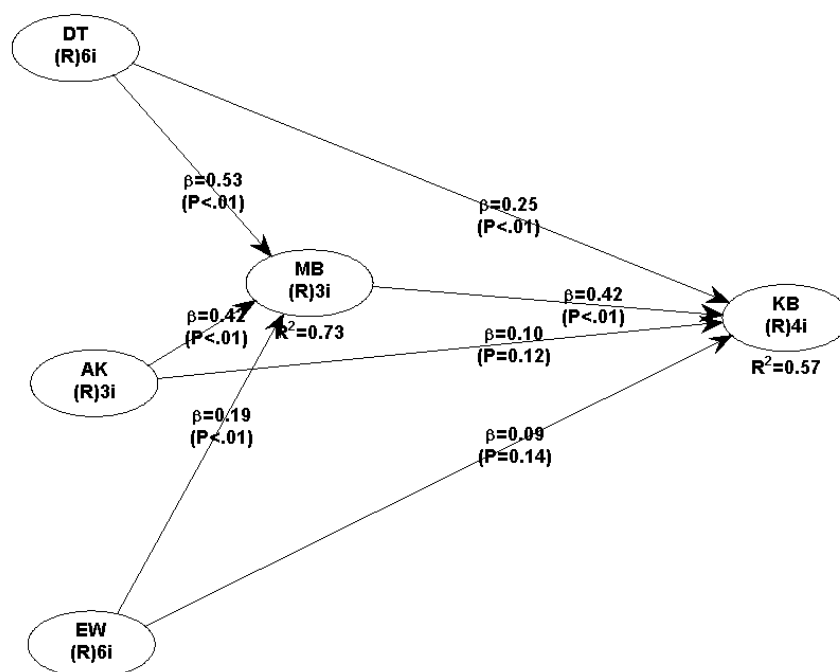 DT
(R)6i
β=0.53
(P<.01)
β=0.25
(P<.01)
MB
(R)3i
R²=0.73
β=0.42
(P<.01)
β=0.42
(P<.01)
β=0.10
(P=0.12)
KB
(R)4i
R²=0.57
AK
(R)3i
β=0.19
(P<.01)
β=0.09
(P=0.14)
EW
(R)6i